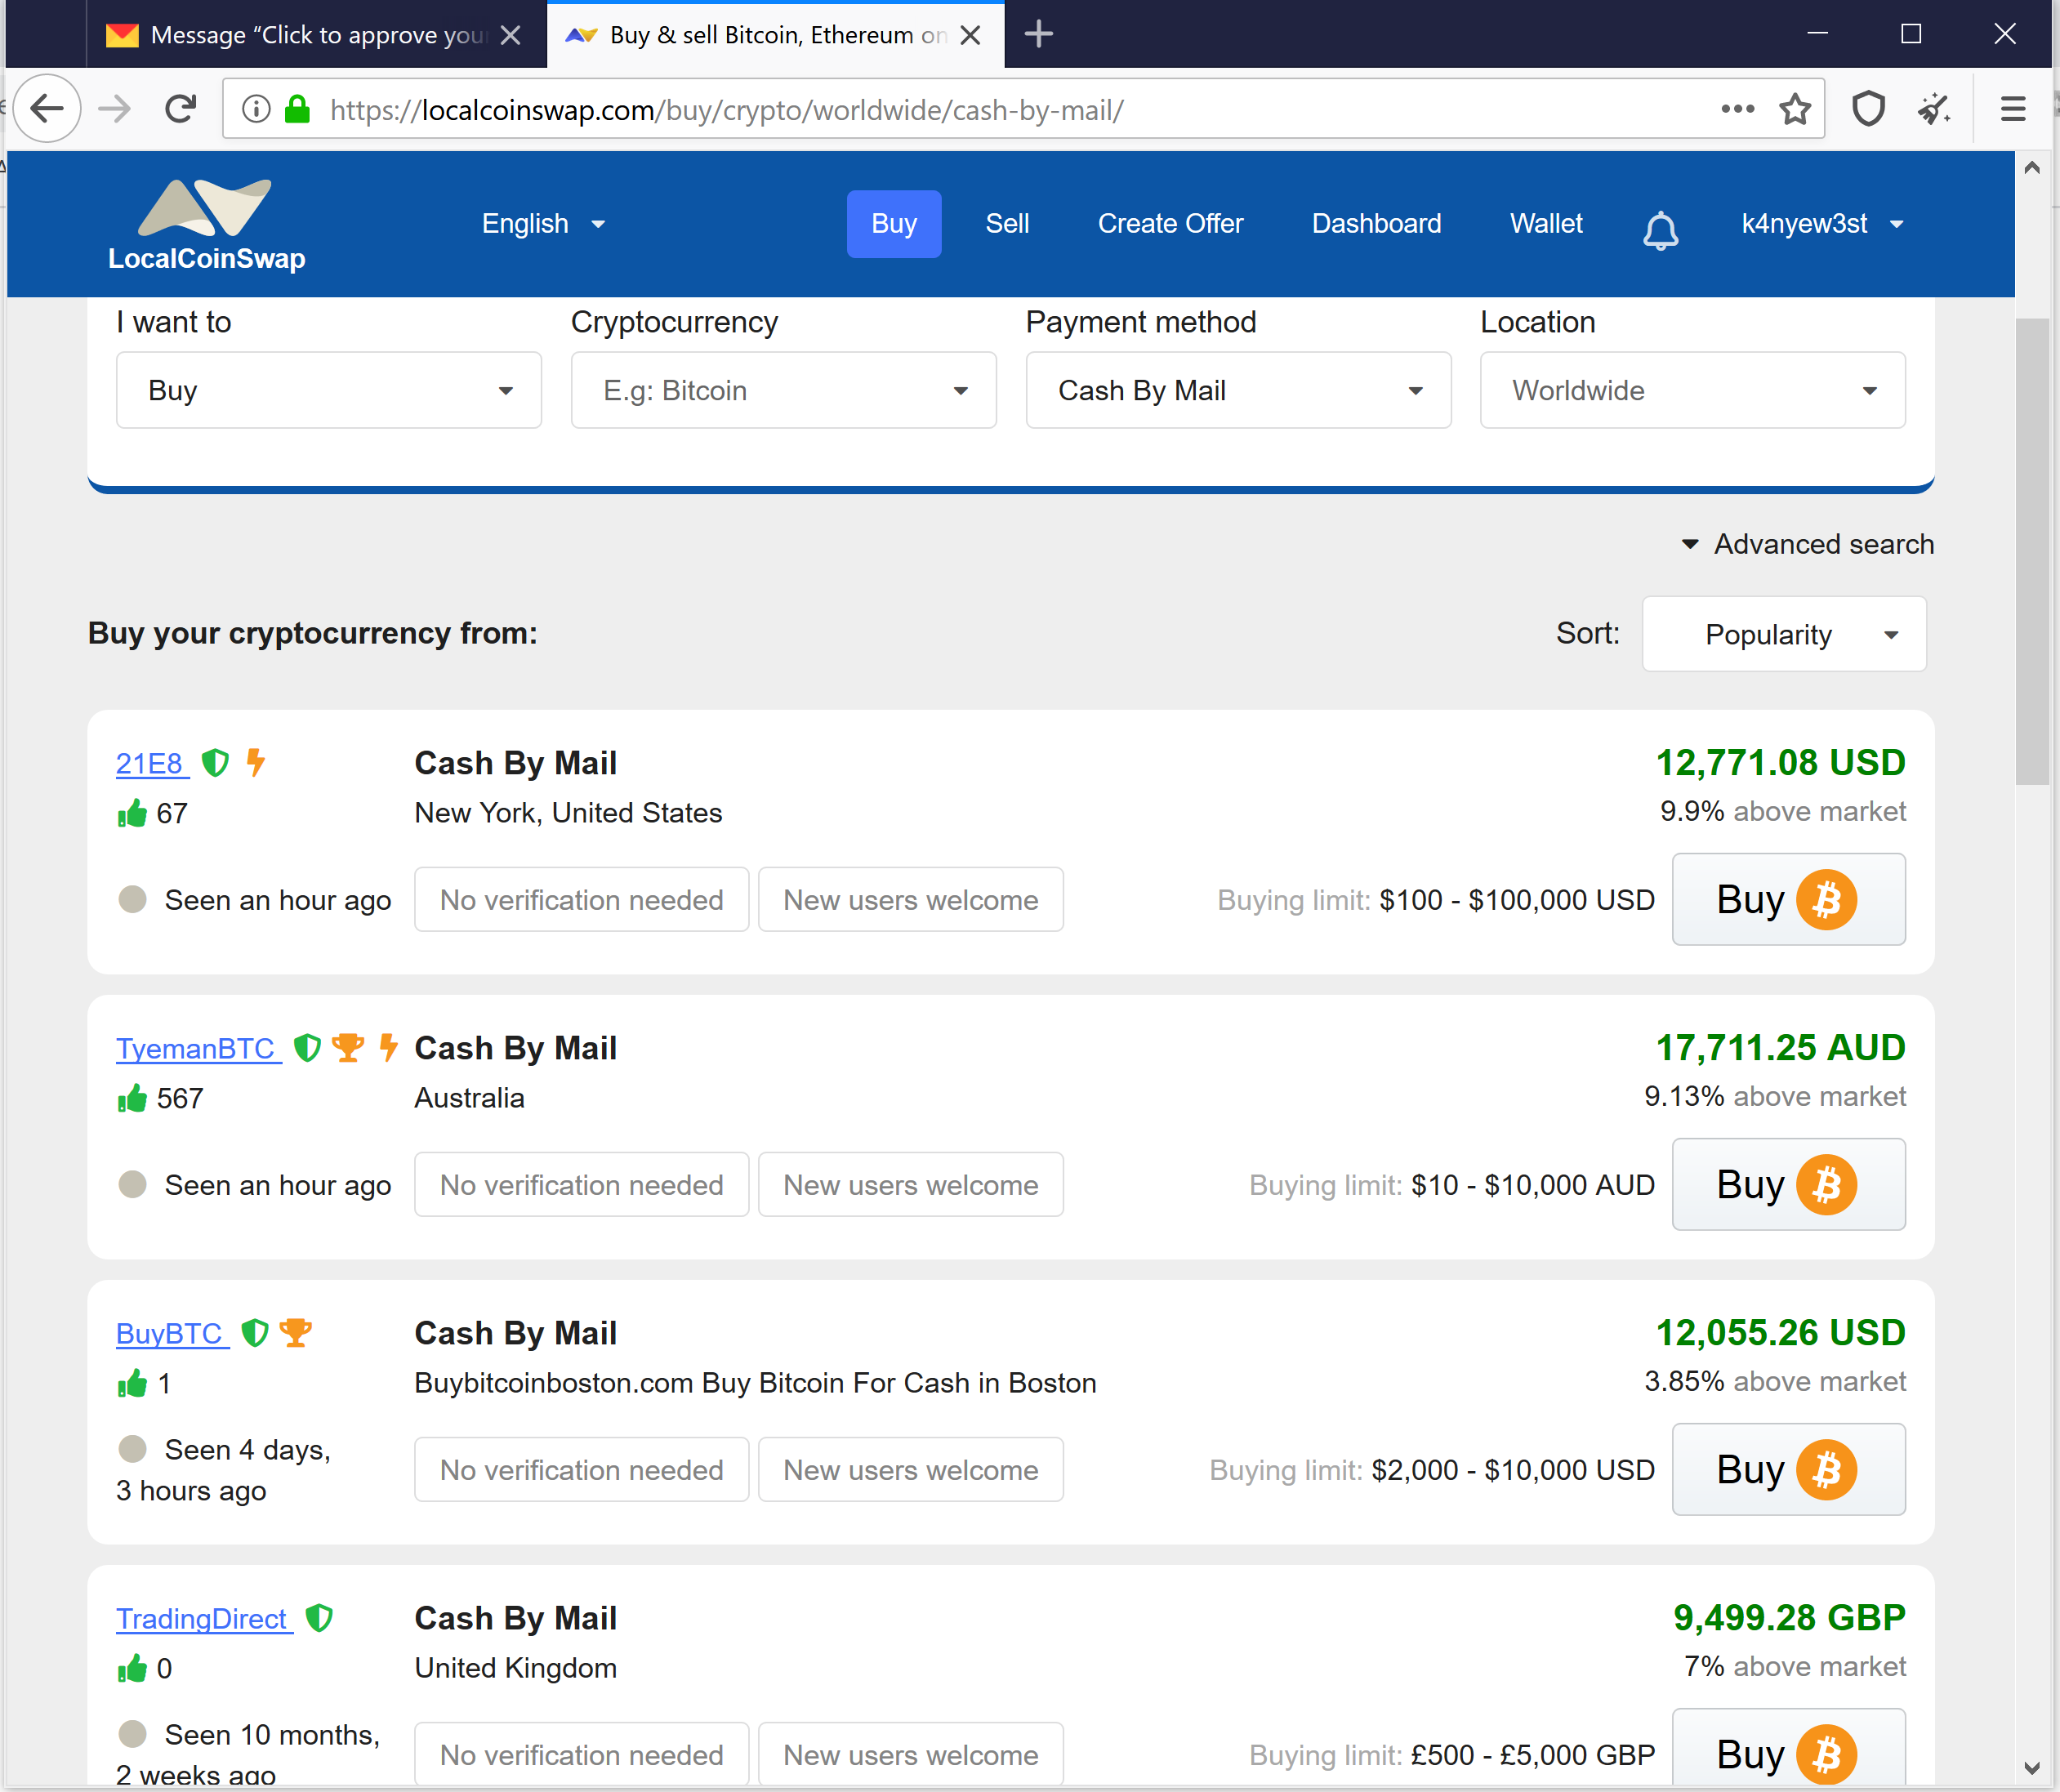 Message “Click to approve you
Buy & sell Bitcoin, Ethereum on
https://localcoinswap.com/buy/crypto/worldwide/cash-by-mail/
LocalCoinSwap
English
Buy
Sell
Create Offer
Dashboard
Wallet
k4nyew3st
I want to
Cryptocurrency
Payment method
Location
Buy
E.g: Bitcoin
Cash By Mail
Worldwide
Advanced search
Buy your cryptocurrency from:
Sort:
Popularity
21E8
Cash By Mail
12,771.08 USD
67
New York, United States
9.9% above market
Seen an hour ago
No verification needed
New users welcome
Buying limit: $100 - $100,000 USD
Buy
TyemanBTC
Cash By Mail
17,711.25 AUD
567
Australia
9.13% above market
Seen an hour ago
No verification needed
New users welcome
Buying limit: $10 - $10,000 AUD
Buy
BuyBTC
Cash By Mail
12,055.26 USD
1
Buybitcoinboston.com Buy Bitcoin For Cash in Boston
3.85% above market
Seen 4 days,
3 hours ago
No verification needed
New users welcome
Buying limit: $2,000 - $10,000 USD
Buy
TradingDirect
Cash By Mail
9,499.28 GBP
0
United Kingdom
7% above market
Seen 10 months,
2 weeks ago
No verification needed
New users welcome
Buying limit: £500 - £5,000 GBP
Buy